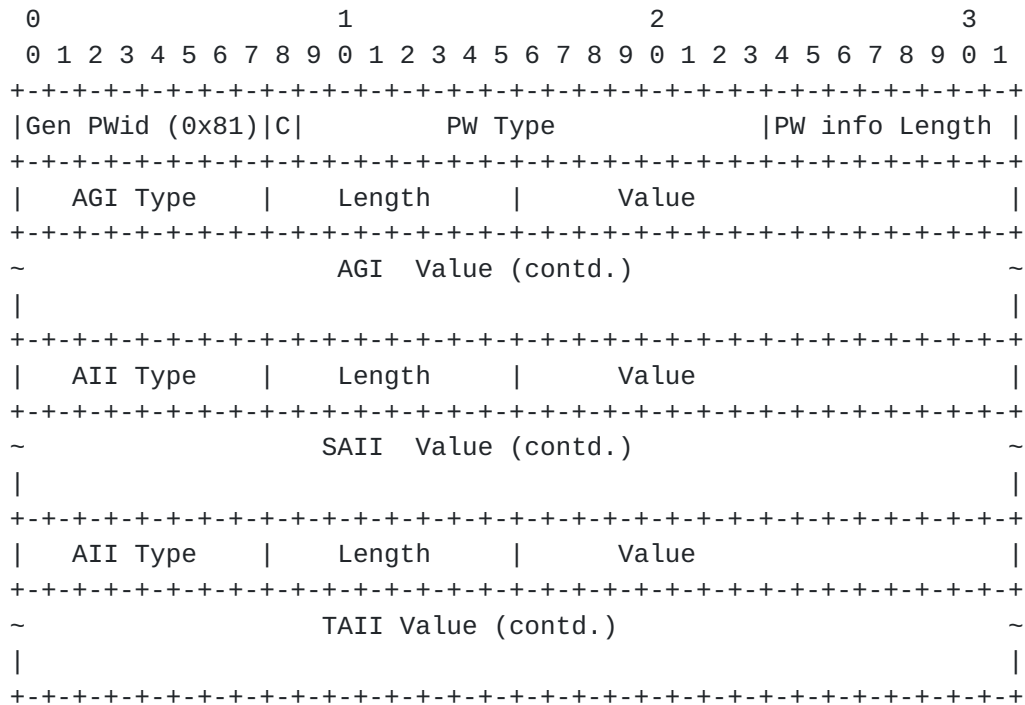 0                   1                   2                   3
 0 1 2 3 4 5 6 7 8 9 0 1 2 3 4 5 6 7 8 9 0 1 2 3 4 5 6 7 8 9 0 1
+-+-+-+-+-+-+-+-+-+-+-+-+-+-+-+-+-+-+-+-+-+-+-+-+-+-+-+-+-+-+-+-+
|Gen PWid (0x81)|C|         PW Type             |PW info Length |
+-+-+-+-+-+-+-+-+-+-+-+-+-+-+-+-+-+-+-+-+-+-+-+-+-+-+-+-+-+-+-+-+
|   AGI Type    |    Length     |      Value                    |
+-+-+-+-+-+-+-+-+-+-+-+-+-+-+-+-+-+-+-+-+-+-+-+-+-+-+-+-+-+-+-+-+
~                    AGI  Value (contd.)                        ~
|                                                               |
+-+-+-+-+-+-+-+-+-+-+-+-+-+-+-+-+-+-+-+-+-+-+-+-+-+-+-+-+-+-+-+-+
|   AII Type    |    Length     |      Value                    |
+-+-+-+-+-+-+-+-+-+-+-+-+-+-+-+-+-+-+-+-+-+-+-+-+-+-+-+-+-+-+-+-+
~                   SAII  Value (contd.)                        ~
|                                                               |
+-+-+-+-+-+-+-+-+-+-+-+-+-+-+-+-+-+-+-+-+-+-+-+-+-+-+-+-+-+-+-+-+
|   AII Type    |    Length     |      Value                    |
+-+-+-+-+-+-+-+-+-+-+-+-+-+-+-+-+-+-+-+-+-+-+-+-+-+-+-+-+-+-+-+-+
~                   TAII Value (contd.)                         ~
|                                                               |
+-+-+-+-+-+-+-+-+-+-+-+-+-+-+-+-+-+-+-+-+-+-+-+-+-+-+-+-+-+-+-+-+